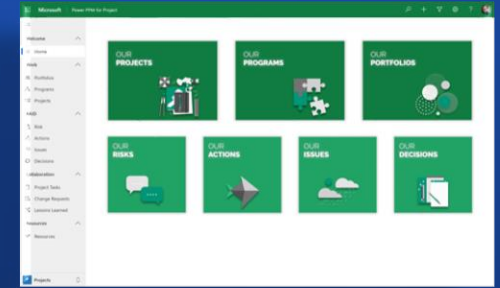 Microsoft Power PPM for Project
Welcome
Home
Work
Portfolios
Programs
Projects
RAID
Risk
Actions
Issues
Decisions
Collaboration
Project Tasks
Change Requests
Lessons Learned
Resources
Resources
Projects
OUR
PROJECTS
OUR
PROGRAMS
OUR
PORTFOLIOS
OUR
RISKS
OUR
ACTIONS
OUR
ISSUES
OUR
DECISIONS